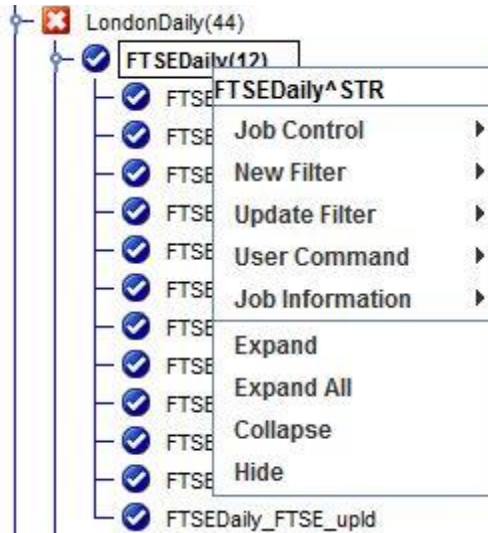 LondonDaily(44)
FTSEDaily(12)
FTSEDaily^STR
FTSE
Job Control
FTSE
New Filter
FTSE
Update Filter
FTSE
User Command
FTSE
Job Information
FTSE
FTSE
Expand
FTSE
Expand All
FTSE
Collapse
FTSE
Hide
FTSE
FTSEDaily_FTSE_upld